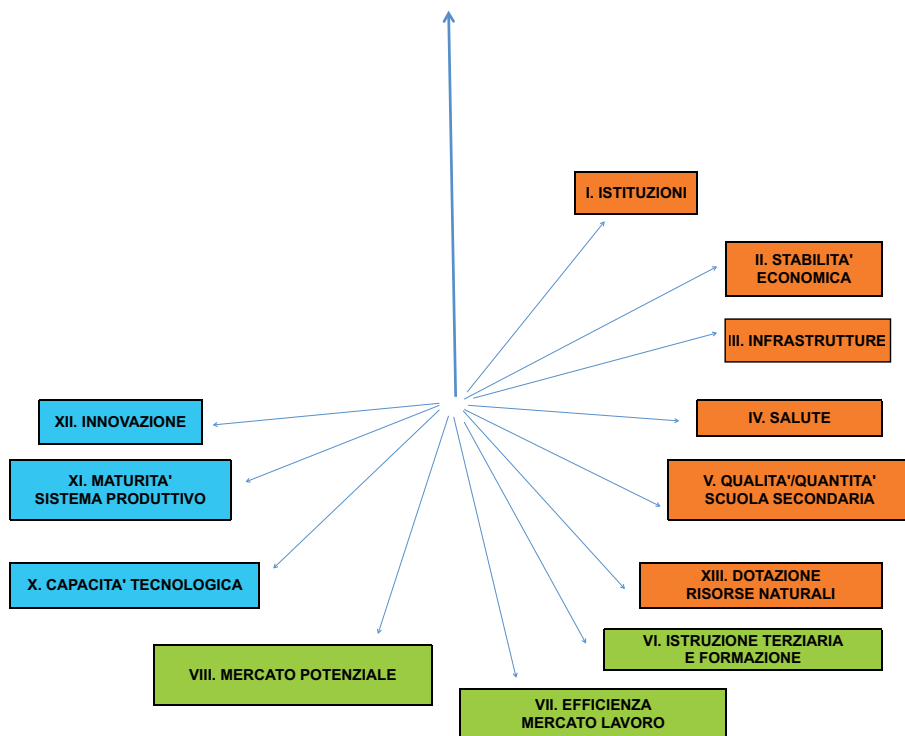 I. ISTITUZIONI
II. STABILITA'
ECONOMICA
III. INFRASTRUTTURE
IV. SALUTE
V. QUALITA'/QUANTITA'
SCUOLA SECONDARIA
XIII. DOTAZIONE
RISORSE NATURALI
VI. ISTRUZIONE TERZIARIA
E FORMAZIONE
VII. EFFICIENZA
MERCATO LAVORO
VIII. MERCATO POTENZIALE
X. CAPACITA' TECNOLOGICA
XI. MATURITA'
SISTEMA PRODUTTIVO
XII. INNOVAZIONE